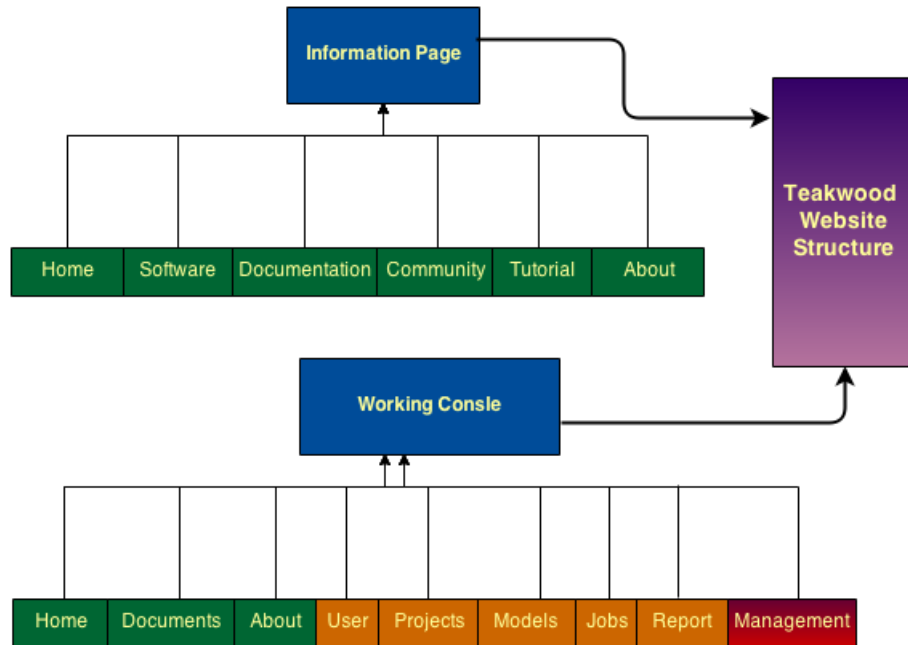 Information Page
Teakwood
Website
Structure
Home
Software
Documentation
Community
Tutorial
About
Working Consle
Home
Documents
About
User
Projects
Models
Jobs
Report
Management